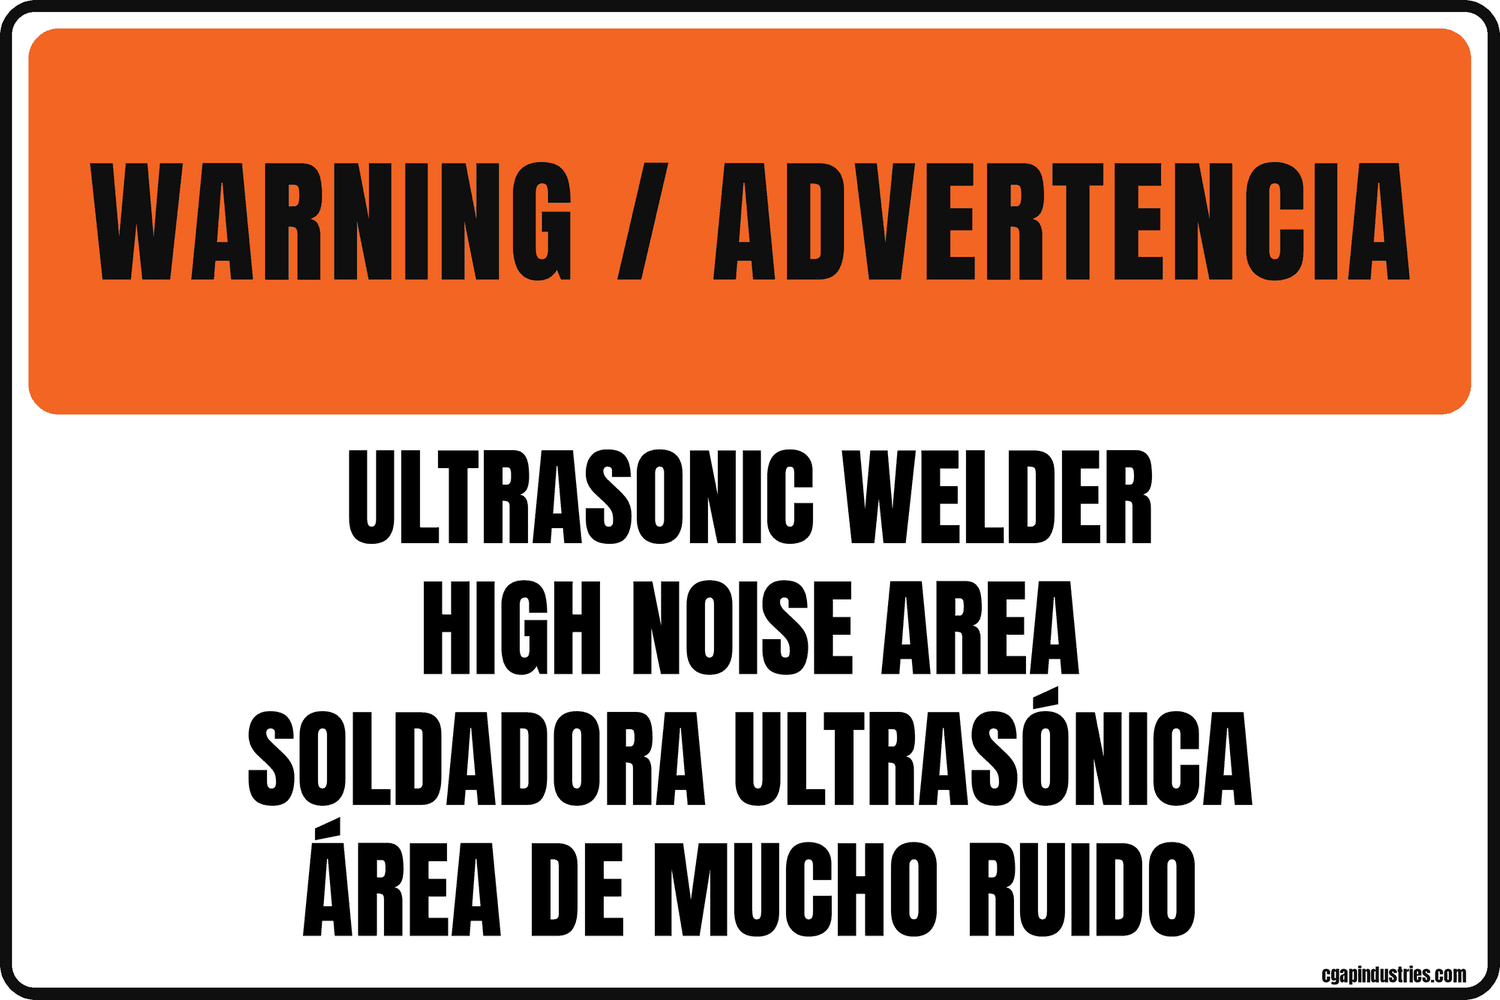 WARNING / ADVERTENCIA
ULTRASONIC WELDER
HIGH NOISE AREA
SOLDADORA ULTRASÓNICA
ÁREA DE MUCHO RUIDO
cgapindustries.com